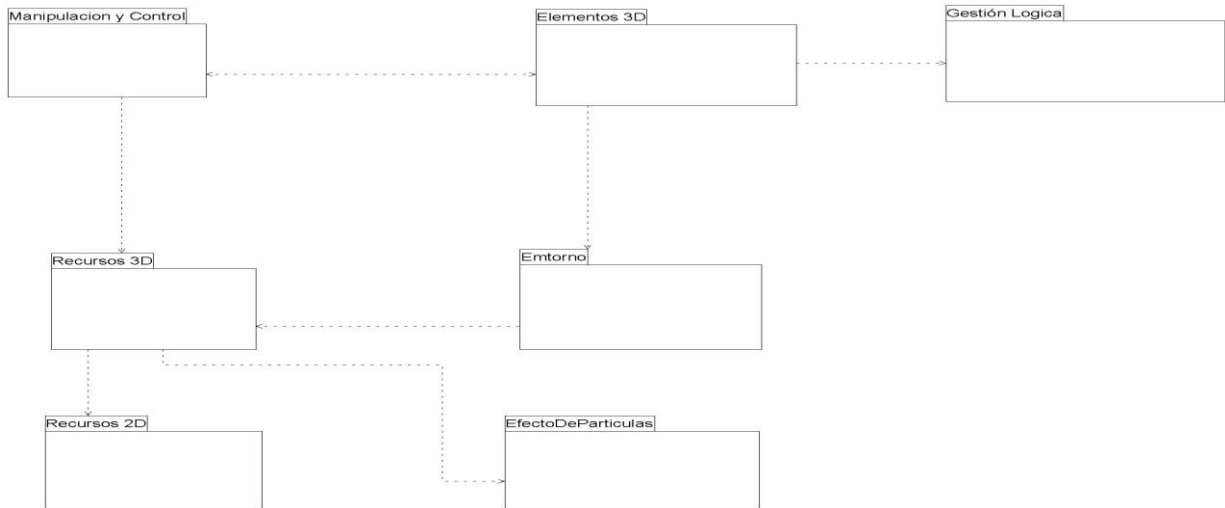 Manipulacion y Control
Elementos 3D
Gestión Logica
Recursos 3D
Emtorno
Recursos 2D
EfectoDeParticulas